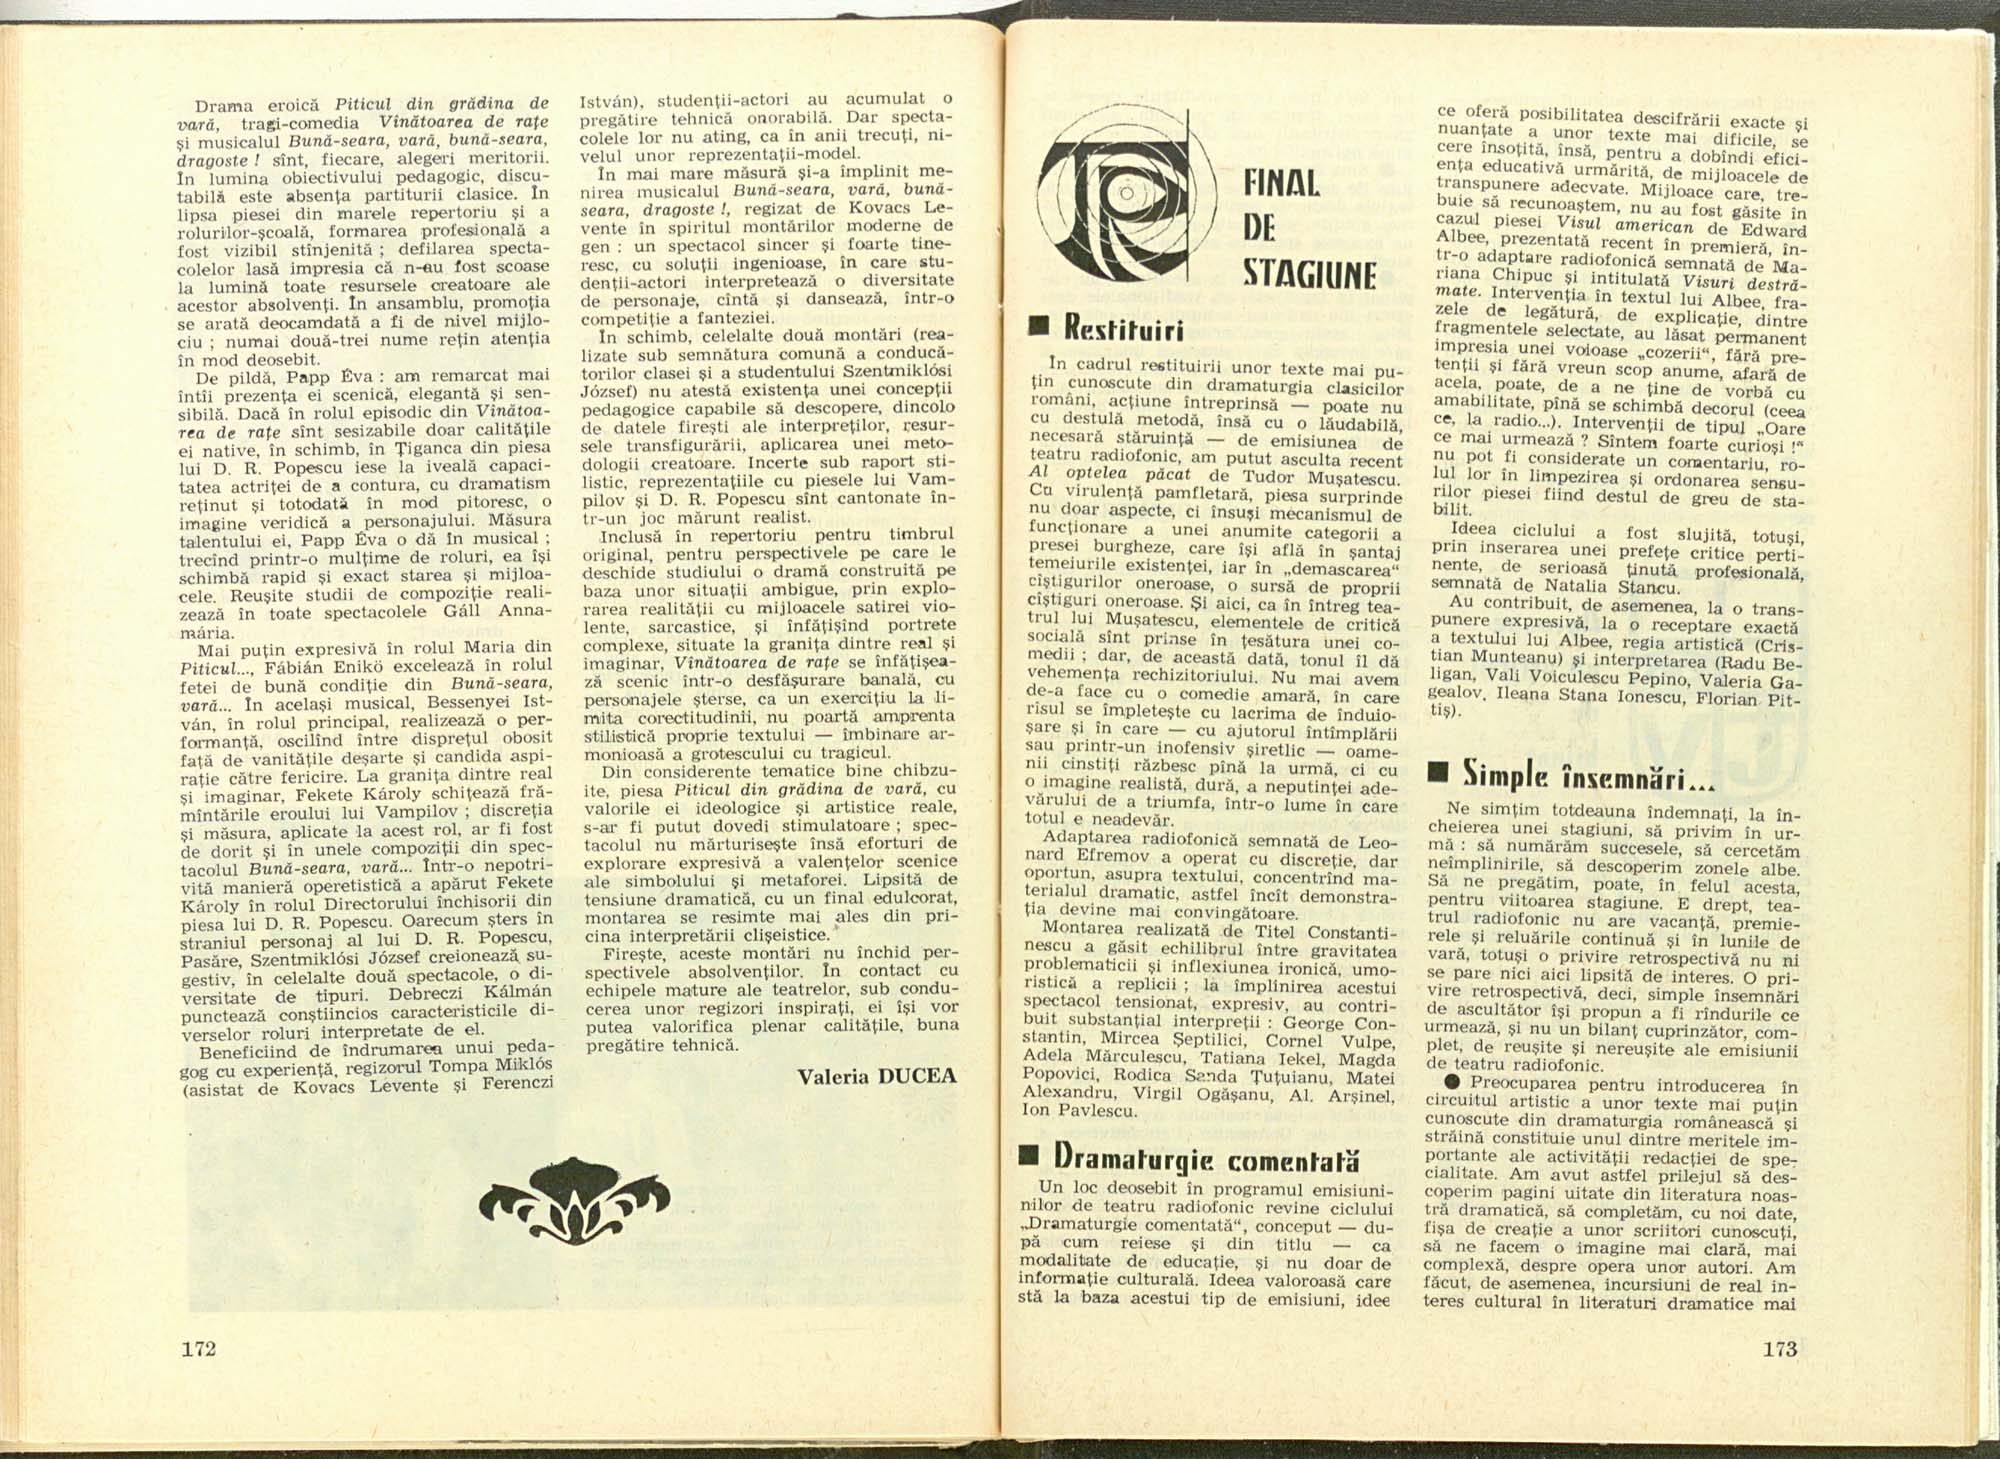 Drama eroică Piticul din grădina de
vară, tragi-comedia Vînătoarea de rațe
și musicalul Bună-seara, vară, bună-seara,
dragoste ! sînt, fiecare, alegeri meritorii.
În lumina obiectivului pedagogic, discu-
tabilă este absența partiturii clasice. În
lipsa piesei din marele repertoriu și a
rolurilor-școală, formarea profesională a
fost vizibil stînjenită ; defilarea specta-
colelor lasă impresia că n-au fost scoase
la lumină toate resursele creatoare ale
acestor absolvenți. În ansamblu, promoția
se arată deocamdată a fi de nivel mijlo-
ciu ; numai două-trei nume rețin atenția
în mod deosebit.
De pildă, Papp Éva : am remarcat mai
întîi prezența ei scenică, elegantă și sen-
sibilă. Dacă în rolul episodic din Vînătoa-
rea de rațe sînt sesizabile doar calitățile
ei native, în schimb, în Țiganca din piesa
lui D. R. Popescu iese la iveală capaci-
tatea actriței de a contura, cu dramatism
reținut și totodată în mod pitoresc, o
imagine veridică a personajului. Măsura
talentului ei, Papp Éva o dă în musical ;
trecînd printr-o mulțime de roluri, ea își
schimbă rapid și exact starea și mijloa-
cele. Reușite studii de compoziție reali-
zează în toate spectacolele Gáll Anna-
mária.
Mai puțin expresivă în rolul Maria din
Piticul..., Fábián Enikö excelează în rolul
fetei de bună condiție din Bună-seara,
vară... În același musical, Bessenyei Ist-
ván, în rolul principal, realizează o per-
formanță, oscilînd între disprețul obosit
față de vanitățile deșarte și candida aspi-
rație către fericire. La granița dintre real
și imaginar, Fekete Károly schițează fră-
mîntările eroului lui Vampilov ; discreția
și măsura, aplicate la acest rol, ar fi fost
de dorit și în unele compoziții din spec-
tacolul Bună-seara, vară... Într-o nepotri-
vită manieră operetistică a apărut Fekete
Károly în rolul Directorului închisorii din
piesa lui D. R. Popescu. Oarecum șters în
straniul personaj al lui D. R. Popescu,
Pasăre, Szentmiklósi József creionează su-
gestiv, în celelalte două spectacole, o di-
versitate de tipuri. Debreczi Kálmán
punctează conștiincios caracteristicile di-
verselor roluri interpretate de el.
Beneficiind de îndrumarea unui peda-
gog cu experiență, regizorul Tompa Miklós
(asistat de Kovacs Levente și Ferenczi
István), studenții-actori au acumulat o
pregătire tehnică onorabilă. Dar specta-
colele lor nu ating, ca în anii trecuți, ni-
velul unor reprezentații-model.
În mai mare măsură și-a împlinit me-
nirea musicalul Bună-seara, vară, bună-
seara, dragoste !, regizat de Kovacs Le-
vente în spiritul montărilor moderne de
gen : un spectacol sincer și foarte tine-
resc, cu soluții ingenioase, în care stu-
denții-actori interpretează o diversitate
de personaje, cîntă și dansează, într-o
competiție a fanteziei.
În schimb, celelalte două montări (rea-
lizate sub semnătura comună a conducă-
torilor clasei și a studentului Szentmiklósi
József) nu atestă existența unei concepții
pedagogice capabile să descopere, dincolo
de datele firești ale interpreților, resur-
sele transfigurării, aplicarea unei meto-
dologii creatoare. Incerte sub raport sti-
listic, reprezentațiile cu piesele lui Vam-
pilov și D. R. Popescu sînt cantonate în-
tr-un joc mărunt realist.
Inclusă în repertoriu pentru timbrul
original, pentru perspectivele pe care le
deschide studiului o dramă construită pe
baza unor situații ambigue, prin explo-
rarea realității cu mijloacele satirei vio-
lente, sarcastice, și înfățișînd portrete
complexe, situate la granița dintre real și
imaginar, Vînătoarea de rațe se înfățișea-
ză scenic într-o desfășurare banală, cu
personajele șterse, ca un exercițiu la li-
mita corectitudinii, nu poartă amprenta
stilistică proprie textului — îmbinare ar-
monioasă a grotescului cu tragicul.
Din considerente tematice bine chibzu-
ite, piesa Piticul din grădina de vară, cu
valorile ei ideologice și artistice reale,
s-ar fi putut dovedi stimulatoare ; spec-
tacolul nu mărturisește însă eforturi de
explorare expresivă a valențelor scenice
ale simbolului și metaforei. Lipsită de
tensiune dramatică, cu un final edulcorat,
montarea se resimte mai ales din pri-
cina interpretării clișeistice.
Firește, aceste montări nu închid per-
spectivele absolvenților. În contact cu
echipele mature ale teatrelor, sub condu-
cerea unor regizori inspirați, ei își vor
putea valorifica plenar calitățile, buna
pregătire tehnică.
Valeria DUCEA
172
FINAL
DE
STAGIUNE
■ Restituiri
În cadrul restituirii unor texte mai pu-
țin cunoscute din dramaturgia clasicilor
români, acțiune întreprinsă — poate nu
cu destulă metodă, însă cu o lăudabilă,
necesară stăruință — de emisiunea de
teatru radiofonic, am putut asculta recent
Al optelea păcat de Tudor Mușatescu.
Cu virulență pamfletară, piesa surprinde
nu doar aspecte, ci însuși mecanismul de
funcționare a unei anumite categorii a
presei burgheze, care își află în șantaj
temeiurile existenței, iar în „demascarea“
cîștigurilor oneroase, o sursă de proprii
cîștiguri oneroase. Și aici, ca în întreg tea-
trul lui Mușatescu, elementele de critică
socială sînt prinse în țesătura unei co-
medii ; dar, de această dată, tonul îl dă
vehemența rechizitoriului. Nu mai avem
de-a face cu o comedie amară, în care
risul se împletește cu lacrima de înduio-
șare și în care — cu ajutorul întîmplării
sau printr-un inofensiv șiretlic — oame-
nii cinstiți răzbesc pînă la urmă, ci cu
o imagine realistă, dură, a neputinței ade-
vărului de a triumfa, într-o lume în care
totul e neadevăr.
Adaptarea radiofonică semnată de Leo-
nard Efremov a operat cu discreție, dar
oportun, asupra textului, concentrînd ma-
terialul dramatic, astfel încît demonstra-
ția devine mai convingătoare.
Montarea realizată de Titel Constanti-
nescu a găsit echilibrul între gravitatea
problematicii și inflexiunea ironică, umo-
ristică a replicii ; la împlinirea acestui
spectacol tensionat, expresiv, au contri-
buit substanțial interpreții : George Con-
stantin, Mircea Șeptilici, Cornel Vulpe,
Adela Mărculescu, Tatiana Iekel, Magda
Popovici, Rodica Sanda Țuțuianu, Matei
Alexandru, Virgil Ogășanu, Al. Arșinel,
Ion Pavlescu.
■ Dramaturgie comentată
Un loc deosebit în programul emisiuni-
nilor de teatru radiofonic revine ciclului
„Dramaturgie comentată“, conceput — du-
pă cum reiese și din titlu — ca
modalitate de educație, și nu doar de
informație culturală. Ideea valoroasă care
stă la baza acestui tip de emisiuni, idee
ce oferă posibilitatea descifrării exacte și
nuanțate a unor texte mai dificile, se
cere însoțită, însă, pentru a dobîndi efici-
ența educativă urmărită, de mijloacele de
transpunere adecvate. Mijloace care, tre-
buie să recunoaștem, nu au fost găsite în
cazul piesei Visul american de Edward
Albee, prezentată recent în premieră, în-
tr-o adaptare radiofonică semnată de Ma-
riana Chipuc și intitulată Visuri destră-
mate. Intervenția în textul lui Albee, fra-
zele de legătură, de explicație, dintre
fragmentele selectate, au lăsat permanent
impresia unei voioase „cozerii“, fără pre-
tenții și fără vreun scop anume, afară de
acela, poate, de a ne ține de vorbă cu
amabilitate, pînă se schimbă decorul (ceea
ce, la radio...). Intervenții de tipul „Oare
ce mai urmează ? Sîntem foarte curioși !“
nu pot fi considerate un comentariu, ro-
lul lor în limpezirea și ordonarea sensu-
rilor piesei fiind destul de greu de sta-
bilit.
Ideea ciclului a fost slujită, totuși,
prin inserarea unei prefețe critice perti-
nente, de serioasă ținută profesională,
semnată de Natalia Stancu.
Au contribuit, de asemenea, la o trans-
punere expresivă, la o receptare exactă
a textului lui Albee, regia artistică (Cris-
tian Munteanu) și interpretarea (Radu Be-
ligan, Vali Voiculescu Pepino, Valeria Ga-
gealov, Ileana Stana Ionescu, Florian Pit-
tiș).
■ Simple însemnări...
Ne simțim totdeauna îndemnați, la în-
cheierea unei stagiuni, să privim în ur-
mă : să numărăm succesele, să cercetăm
neîmplinirile, să descoperim zonele albe.
Să ne pregătim, poate, în felul acesta,
pentru viitoarea stagiune. E drept, tea-
trul radiofonic nu are vacanță, premie-
rele și reluările continuă și în lunile de
vară, totuși o privire retrospectivă nu ni
se pare nici aici lipsită de interes. O pri-
vire retrospectivă, deci, simple însemnări
de ascultător își propun a fi rîndurile ce
urmează, și nu un bilanț cuprinzător, com-
plet, de reușite și nereușite ale emisiunii
de teatru radiofonic.
● Preocuparea pentru introducerea în
circuitul artistic a unor texte mai puțin
cunoscute din dramaturgia românească și
străină constituie unul dintre meritele im-
portante ale activității redacției de spe-
cialitate. Am avut astfel prilejul să des-
coperim pagini uitate din literatura noas-
tră dramatică, să completăm, cu noi date,
fișa de creație a unor scriitori cunoscuți,
să ne facem o imagine mai clară, mai
complexă, despre opera unor autori. Am
făcut, de asemenea, incursiuni de real in-
teres cultural în literaturi dramatice mai
173